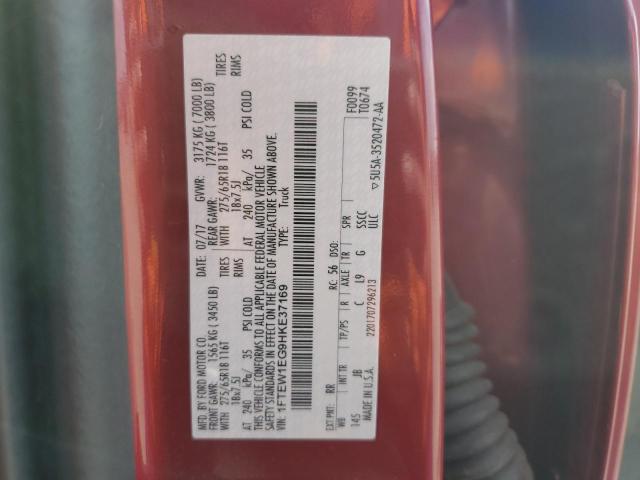 MFD. BY FORD MOTOR CO.
DATE: 07/17 GVWR: 3175 KG ( 7000 LB)
FRONT GAWR: 1565 KG (3450 LB) REAR GAWR: 1724 KG ( 3800 LB)
WITH 275/65R18 116T TIRES WITH 275/65R18 116T TIRES
18x7.5J RIMS 18x7.5J RIMS
AT 240 kPa/ 35 PSI COLD AT 240 kPa/ 35 PSI COLD
THIS VEHICLE CONFORMS TO ALL APPLICABLE FEDERAL MOTOR VEHICLE
SAFETY STANDARDS IN EFFECT ON THE DATE OF MANUFACTURE SHOWN ABOVE.
VIN: 1FTEW1EG9HKE37169 TYPE: Truck
F0099
T0674
EXT PNT: RR RC: 56 DSO:
WB INT TR TP/PS R AXLE TR SPR
145 JB C L9 G SSCC
MADE IN U.S.A. 2201707296213 ULC
▽ 5U5A-3520472-AA